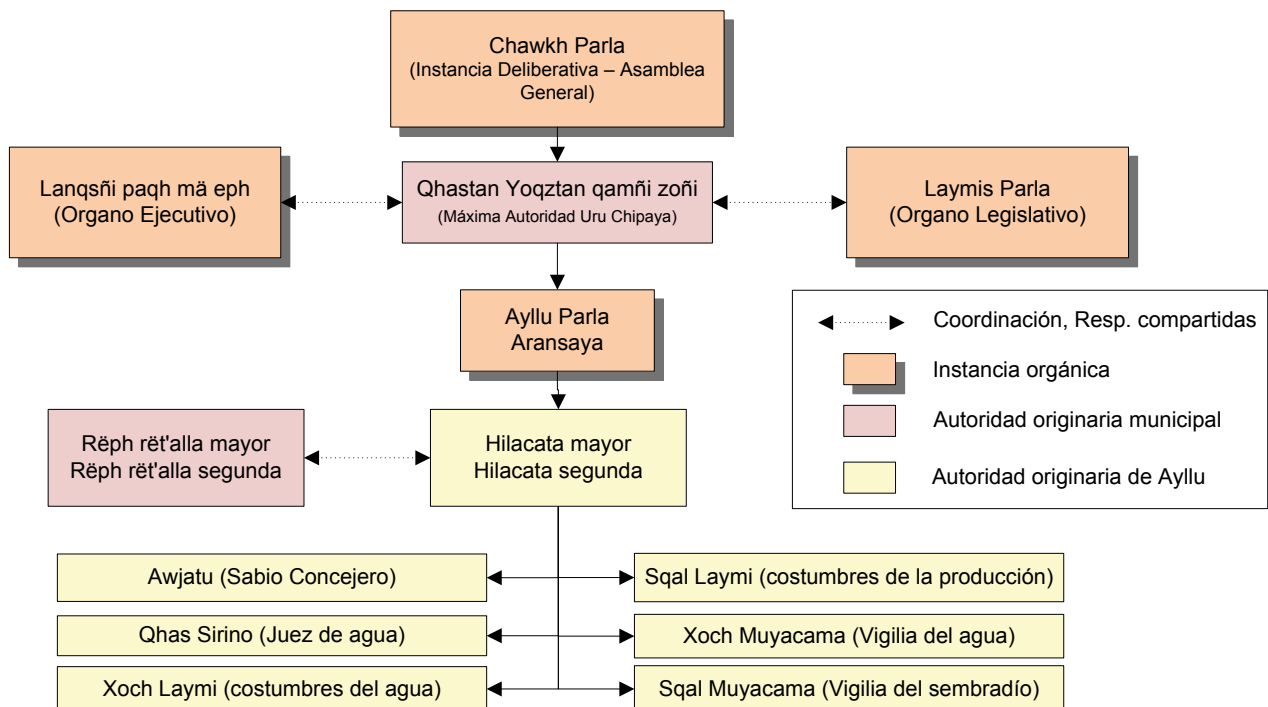 Chawkh Parla
(Instancia Deliberativa – Asamblea
General)
Lanqsñi paqh mä eph
(Organo Ejecutivo)
Qhastan Yoqztan qamñi zoñi
(Máxima Autoridad Uru Chipaya)
Laymis Parla
(Organo Legislativo)
Ayllu Parla
Aransaya
Coordinación, Resp. compartidas
Instancia orgánica
Autoridad originaria municipal
Autoridad originaria de Ayllu
Rëph rët'alla mayor
Rëph rët'alla segunda
Hilacata mayor
Hilacata segunda
Awjatu (Sabio Concejero)
Sqal Laymi (costumbres de la producción)
Qhas Sirino (Juez de agua)
Xoch Muyacama (Vigilia del agua)
Xoch Laymi (costumbres del agua)
Sqal Muyacama (Vigilia del sembradío)